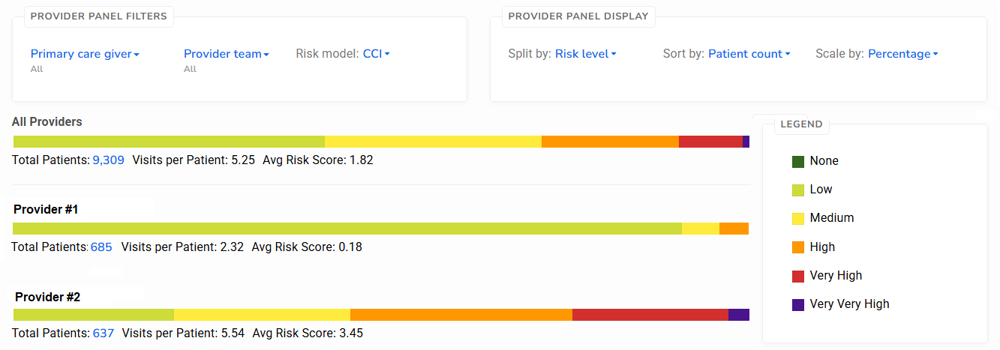 PROVIDER PANEL FILTERS
Primary care giver
All
Provider team
All
Risk model: CCI
PROVIDER PANEL DISPLAY
Split by: Risk level
Sort by: Patient count
Scale by: Percentage
All Providers
Total Patients: 9,309 Visits per Patient: 5.25 Avg Risk Score: 1.82
Provider #1
Total Patients: 685 Visits per Patient: 2.32 Avg Risk Score: 0.18
Provider #2
Total Patients: 637 Visits per Patient: 5.54 Avg Risk Score: 3.45
LEGEND
None
Low
Medium
High
Very High
Very Very High